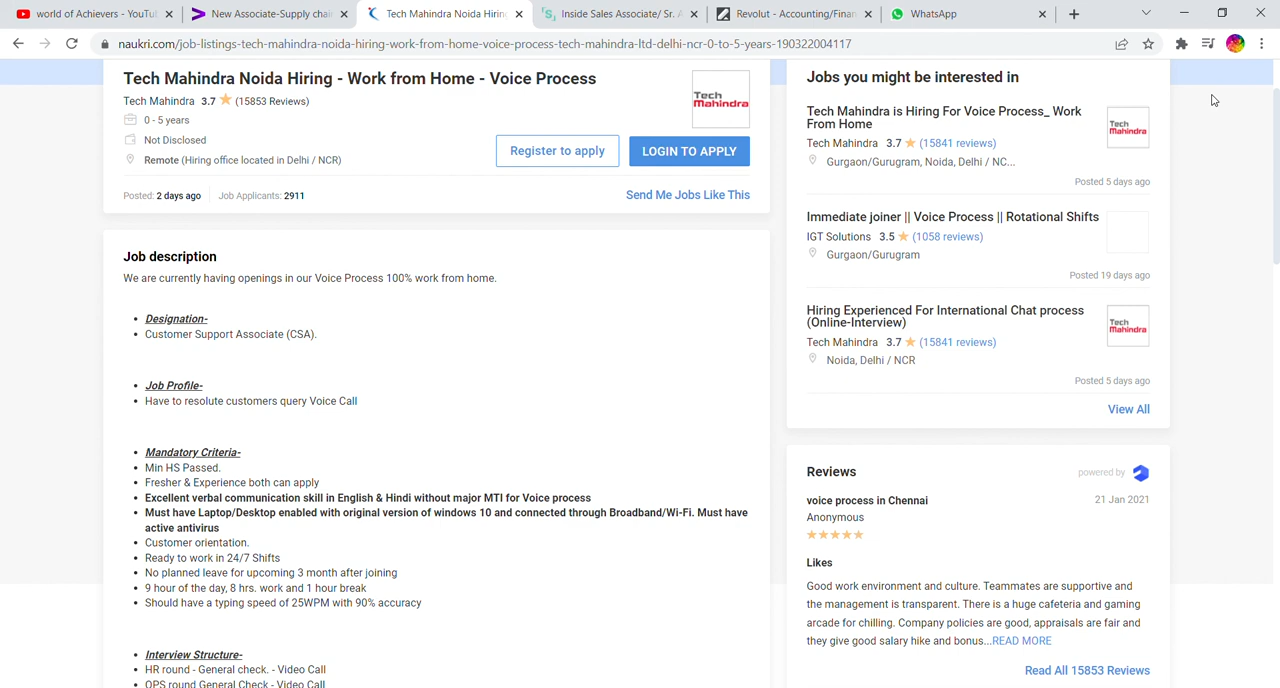 world of Achievers - YouTu
New Associate-Supply chai
Tech Mahindra Noida Hirin
Inside Sales Associate/ Sr. A
Revolut - Accounting/Finan
WhatsApp
naukri.com/job-listings-tech-mahindra-noida-hiring-work-from-home-voice-process-tech-mahindra-ltd-delhi-ncr-0-to-5-years-190322004117
Tech Mahindra Noida Hiring - Work from Home - Voice Process
Tech Mahindra 3.7 (15853 Reviews)
0 - 5 years
Not Disclosed
Remote (Hiring office located in Delhi / NCR)
Tech
Mahindra
Register to apply
LOGIN TO APPLY
Posted: 2 days ago
Job Applicants: 2911
Send Me Jobs Like This
Job description
We are currently having openings in our Voice Process 100% work from home.
• Designation-
• Customer Support Associate (CSA).
• Job Profile-
• Have to resolute customers query Voice Call
• Mandatory Criteria-
• Min HS Passed.
• Fresher & Experience both can apply
• Excellent verbal communication skill in English & Hindi without major MTI for Voice process
• Must have Laptop/Desktop enabled with original version of windows 10 and connected through Broadband/Wi-Fi. Must have
active antivirus
• Customer orientation.
• Ready to work in 24/7 Shifts
• No planned leave for upcoming 3 month after joining
• 9 hour of the day, 8 hrs. work and 1 hour break
• Should have a typing speed of 25WPM with 90% accuracy
• Interview Structure-
• HR round - General check. - Video Call
• OPS round General Check - Video Call
Jobs you might be interested in
Tech Mahindra is Hiring For Voice Process_ Work
From Home
Tech Mahindra 3.7 (15841 reviews)
Gurgaon/Gurugram, Noida, Delhi / NC...
Tech
Mahindra
Posted 5 days ago
Immediate joiner || Voice Process || Rotational Shifts
IGT Solutions 3.5 (1058 reviews)
Gurgaon/Gurugram
Posted 19 days ago
Hiring Experienced For International Chat process
(Online-Interview)
Tech Mahindra 3.7 (15841 reviews)
Noida, Delhi / NCR
Tech
Mahindra
Posted 5 days ago
View All
Reviews
powered by
voice process in Chennai
21 Jan 2021
Anonymous
Likes
Good work environment and culture. Teammates are supportive and
the management is transparent. There is a huge cafeteria and gaming
arcade for chilling. Company policies are good, appraisals are fair and
they give good salary hike and bonus...READ MORE
Read All 15853 Reviews